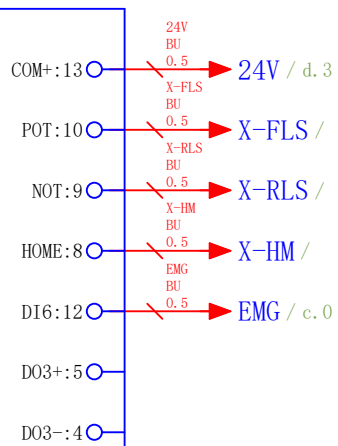 24V
BU
COM+:13 0.5 24V / d.3
X-FLS
BU
POT:10 0.5 X-FLS /
X-RLS
BU
NOT:9 0.5 X-RLS /
X-HM
BU
HOME:8 0.5 X-HM /
EMG
BU
DI6:12 0.5 EMG / c.0
DO3+:5
DO3-:4